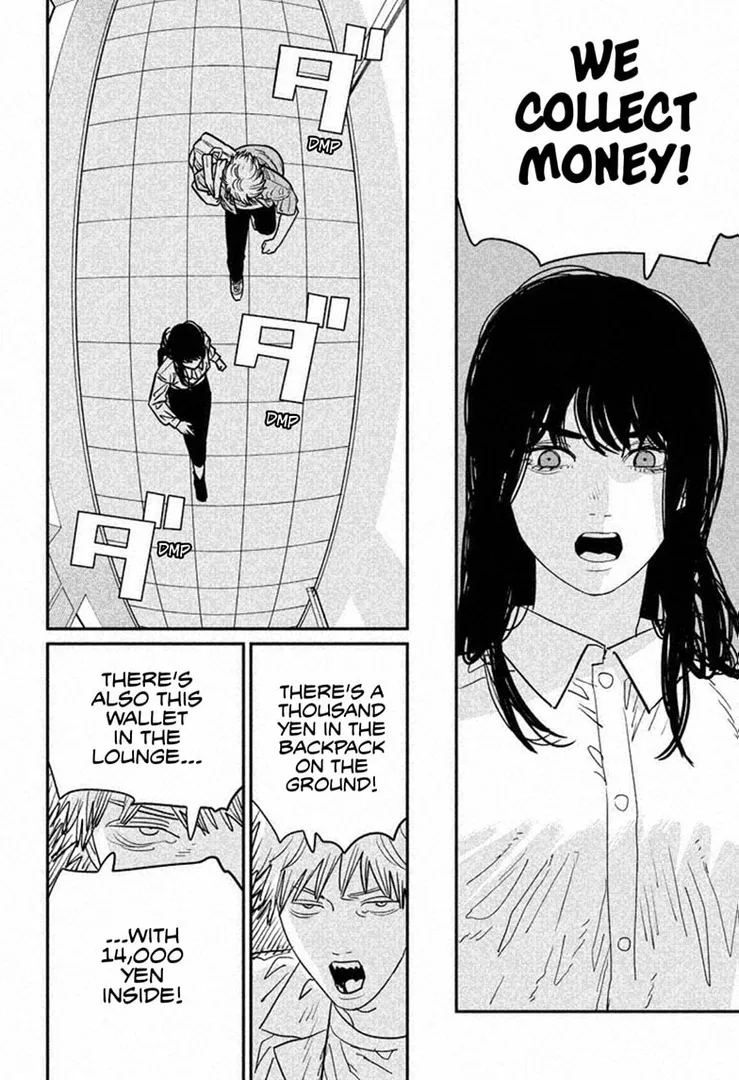 WE
COLLECT
MONEY!
ダ
DMP
ダ
DMP
ダ
DMP
THERE'S A
THOUSAND
YEN IN THE
BACKPACK
ON THE
GROUND!
THERE'S
ALSO THIS
WALLET
IN THE
LOUNGE...
...WITH
14,000
YEN
INSIDE!